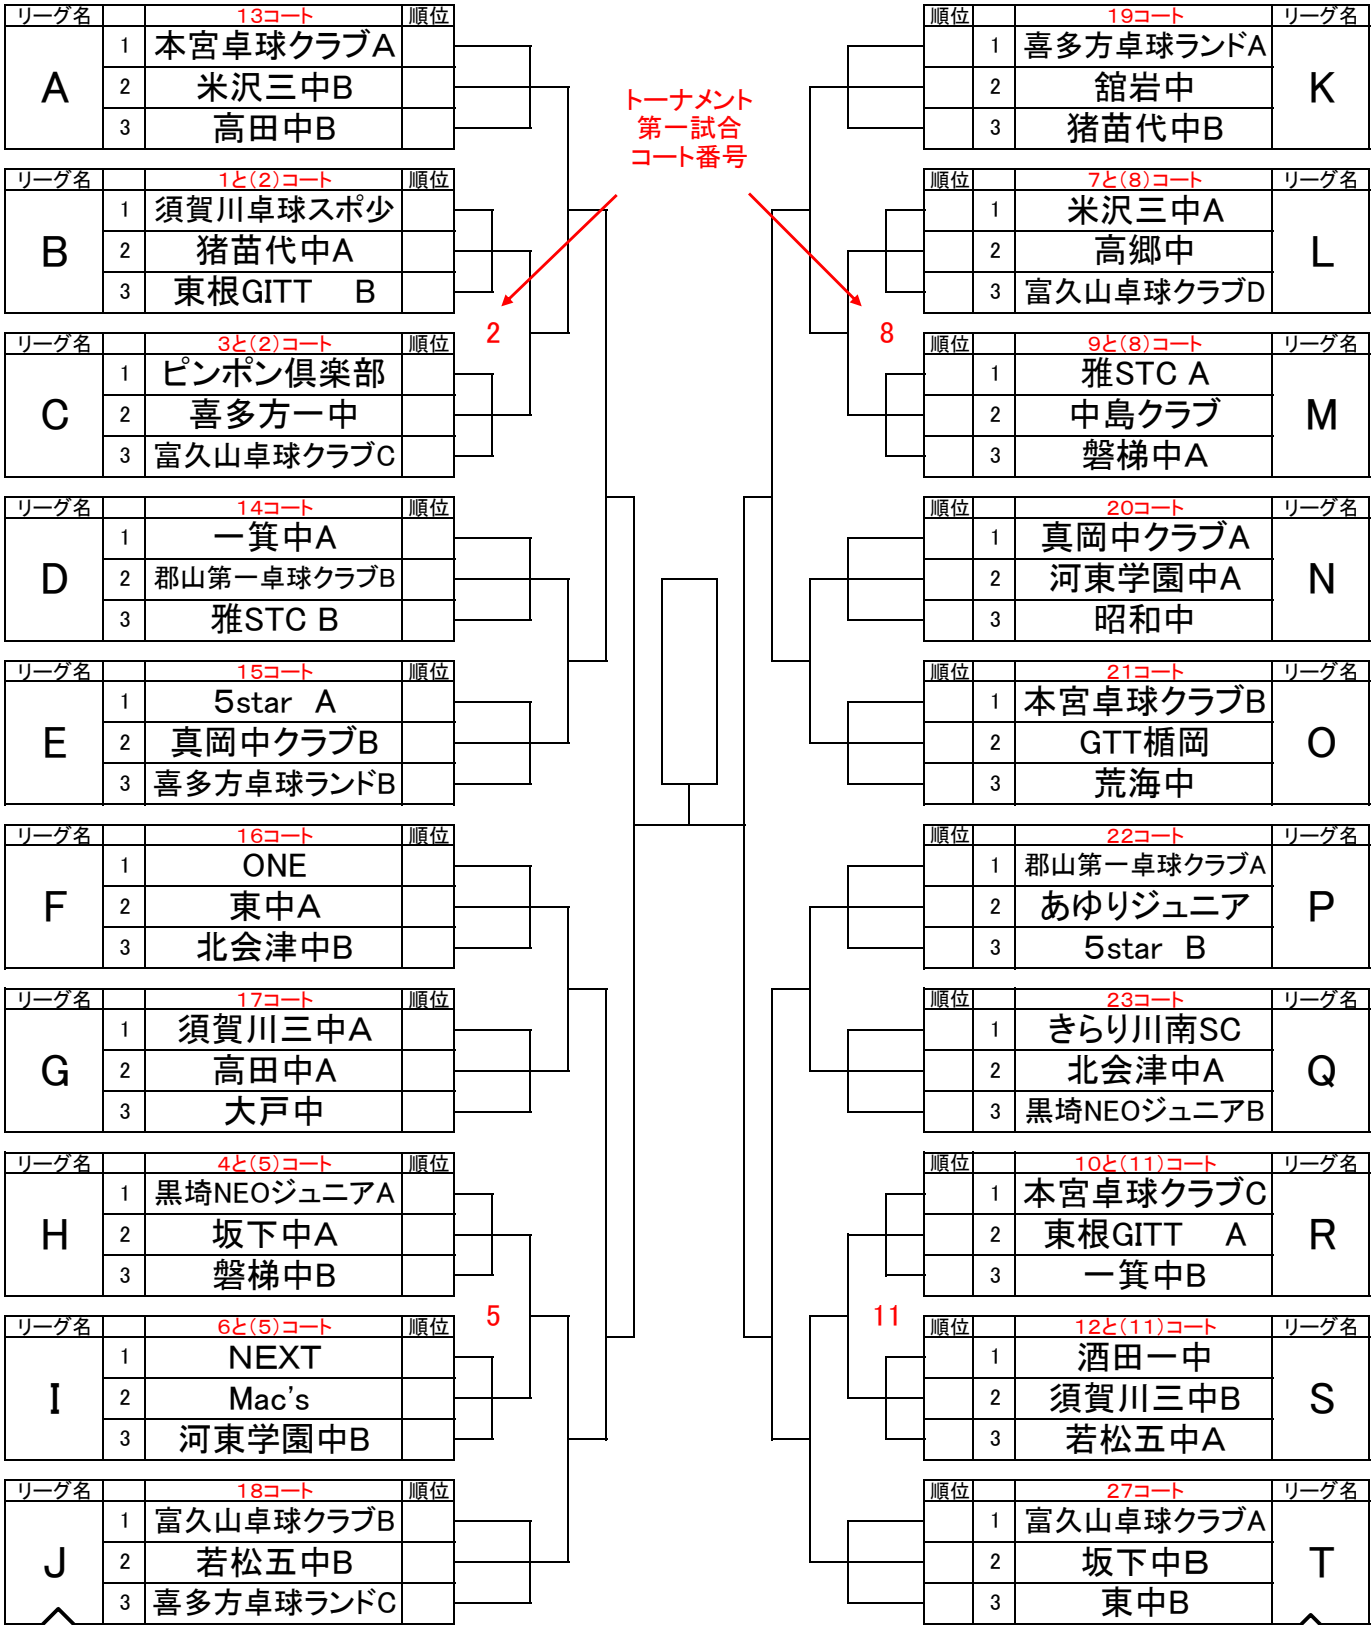 リーグ名 13コート 順位
A
1 本宮卓球クラブA
2 米沢三中B
3 高田中B
リーグ名 1と(2)コート 順位
B
1 須賀川卓球スポ少
2 猪苗代中A
3 東根GITT B
2
リーグ名 3と(2)コート 順位
C
1 ピンポン倶楽部
2 喜多方一中
3 富久山卓球クラブC
リーグ名 14コート 順位
D
1 一箕中A
2 郡山第一卓球クラブB
3 雅STC B
リーグ名 15コート 順位
E
1 5star A
2 真岡中クラブB
3 喜多方卓球ランドB
リーグ名 16コート 順位
F
1 ONE
2 東中A
3 北会津中B
リーグ名 17コート 順位
G
1 須賀川三中A
2 高田中A
3 大戸中
リーグ名 4と(5)コート 順位
H
1 黒埼NEOジュニアA
2 坂下中A
3 磐梯中B
5
リーグ名 6と(5)コート 順位
I
1 NEXT
2 Mac's
3 河東学園中B
リーグ名 18コート 順位
J
1 富久山卓球クラブB
2 若松五中B
3 喜多方卓球ランドC
トーナメント
第一試合
コート番号
順位 19コート リーグ名
1 喜多方卓球ランドA
2 舘岩中
3 猪苗代中B
K
順位 7と(8)コート リーグ名
1 米沢三中A
2 高郷中
3 富久山卓球クラブD
L
8
順位 9と(8)コート リーグ名
1 雅STC A
2 中島クラブ
3 磐梯中A
M
順位 20コート リーグ名
1 真岡中クラブA
2 河東学園中A
3 昭和中
N
順位 21コート リーグ名
1 本宮卓球クラブB
2 GTT楯岡
3 荒海中
O
順位 22コート リーグ名
1 郡山第一卓球クラブA
2 あゆりジュニア
3 5star B
P
順位 23コート リーグ名
1 きらり川南SC
2 北会津中A
3 黒埼NEOジュニアB
Q
順位 10と(11)コート リーグ名
1 本宮卓球クラブC
2 東根GITT A
3 一箕中B
R
11
順位 12と(11)コート リーグ名
1 酒田一中
2 須賀川三中B
3 若松五中A
S
順位 27コート リーグ名
1 富久山卓球クラブA
2 坂下中B
3 東中B
T